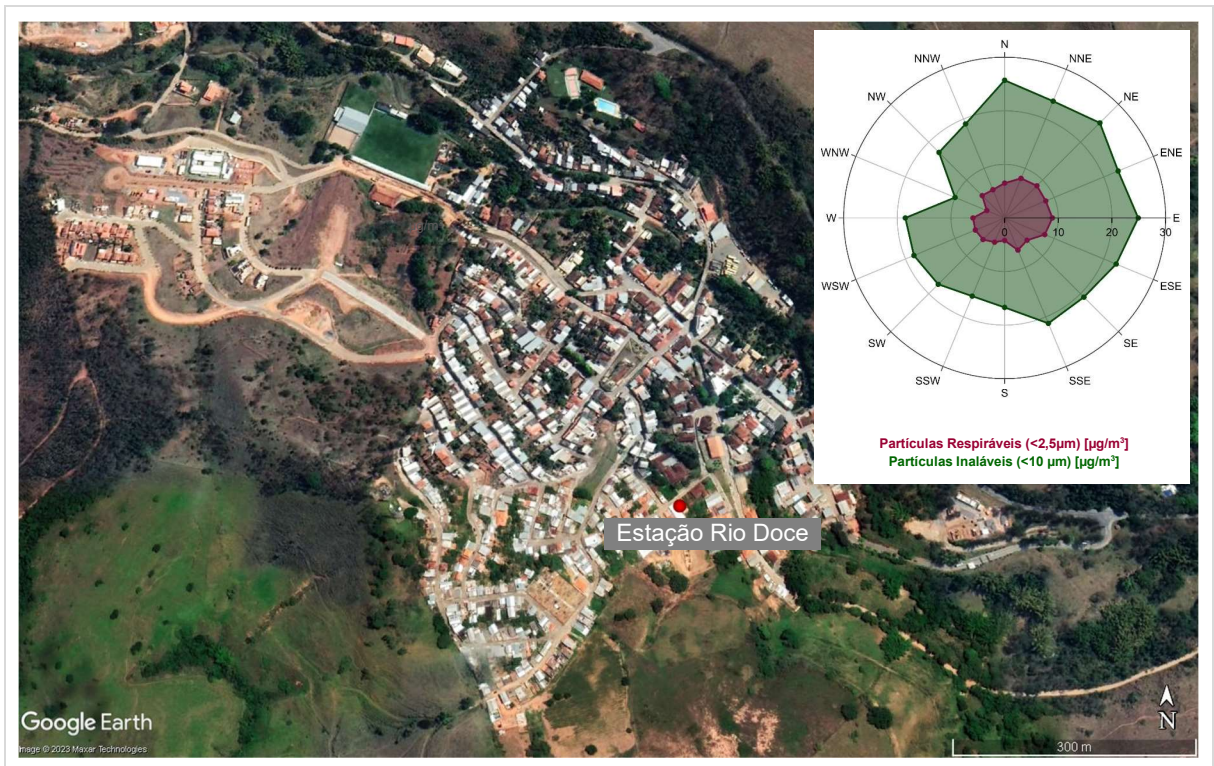 N
NNW
NNE
NW
NE
WNW
ENE
W
0
10
20
30
E
WSW
ESE
SW
SE
SSW
SSE
S
Partículas Respiráveis (<2,5µm) [µg/m³]
Partículas Inaláveis (<10 µm) [µg/m³]
Estação Rio Doce
Google Earth
Image © 2023 Maxar Technologies
N
300 m